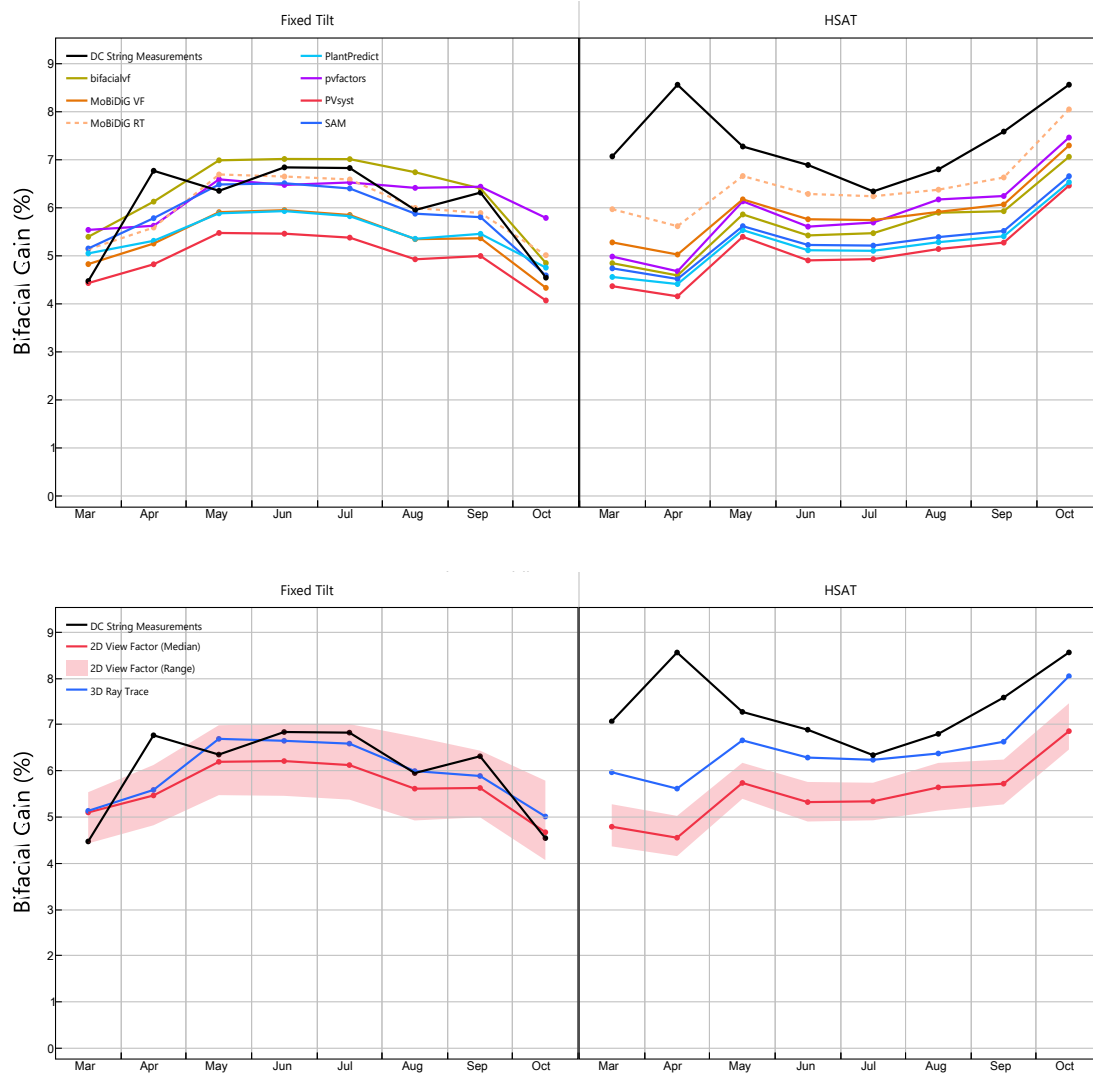 Fixed Tilt HSAT
9
DC String Measurements PlantPredict
bifacialvf pvfactors
8
MoBiDiG VF PVsyst
MoBiDiG RT SAM
7
6
5
4
3
2
1
0
Bifacial Gain (%)
Mar Apr May Jun Jul Aug Sep Oct Mar Apr May Jun Jul Aug Sep Oct
Fixed Tilt HSAT
9
DC String Measurements
2D View Factor (Median)
2D View Factor (Range)
8
3D Ray Trace
7
6
5
4
3
2
1
0
Bifacial Gain (%)
Mar Apr May Jun Jul Aug Sep Oct Mar Apr May Jun Jul Aug Sep Oct